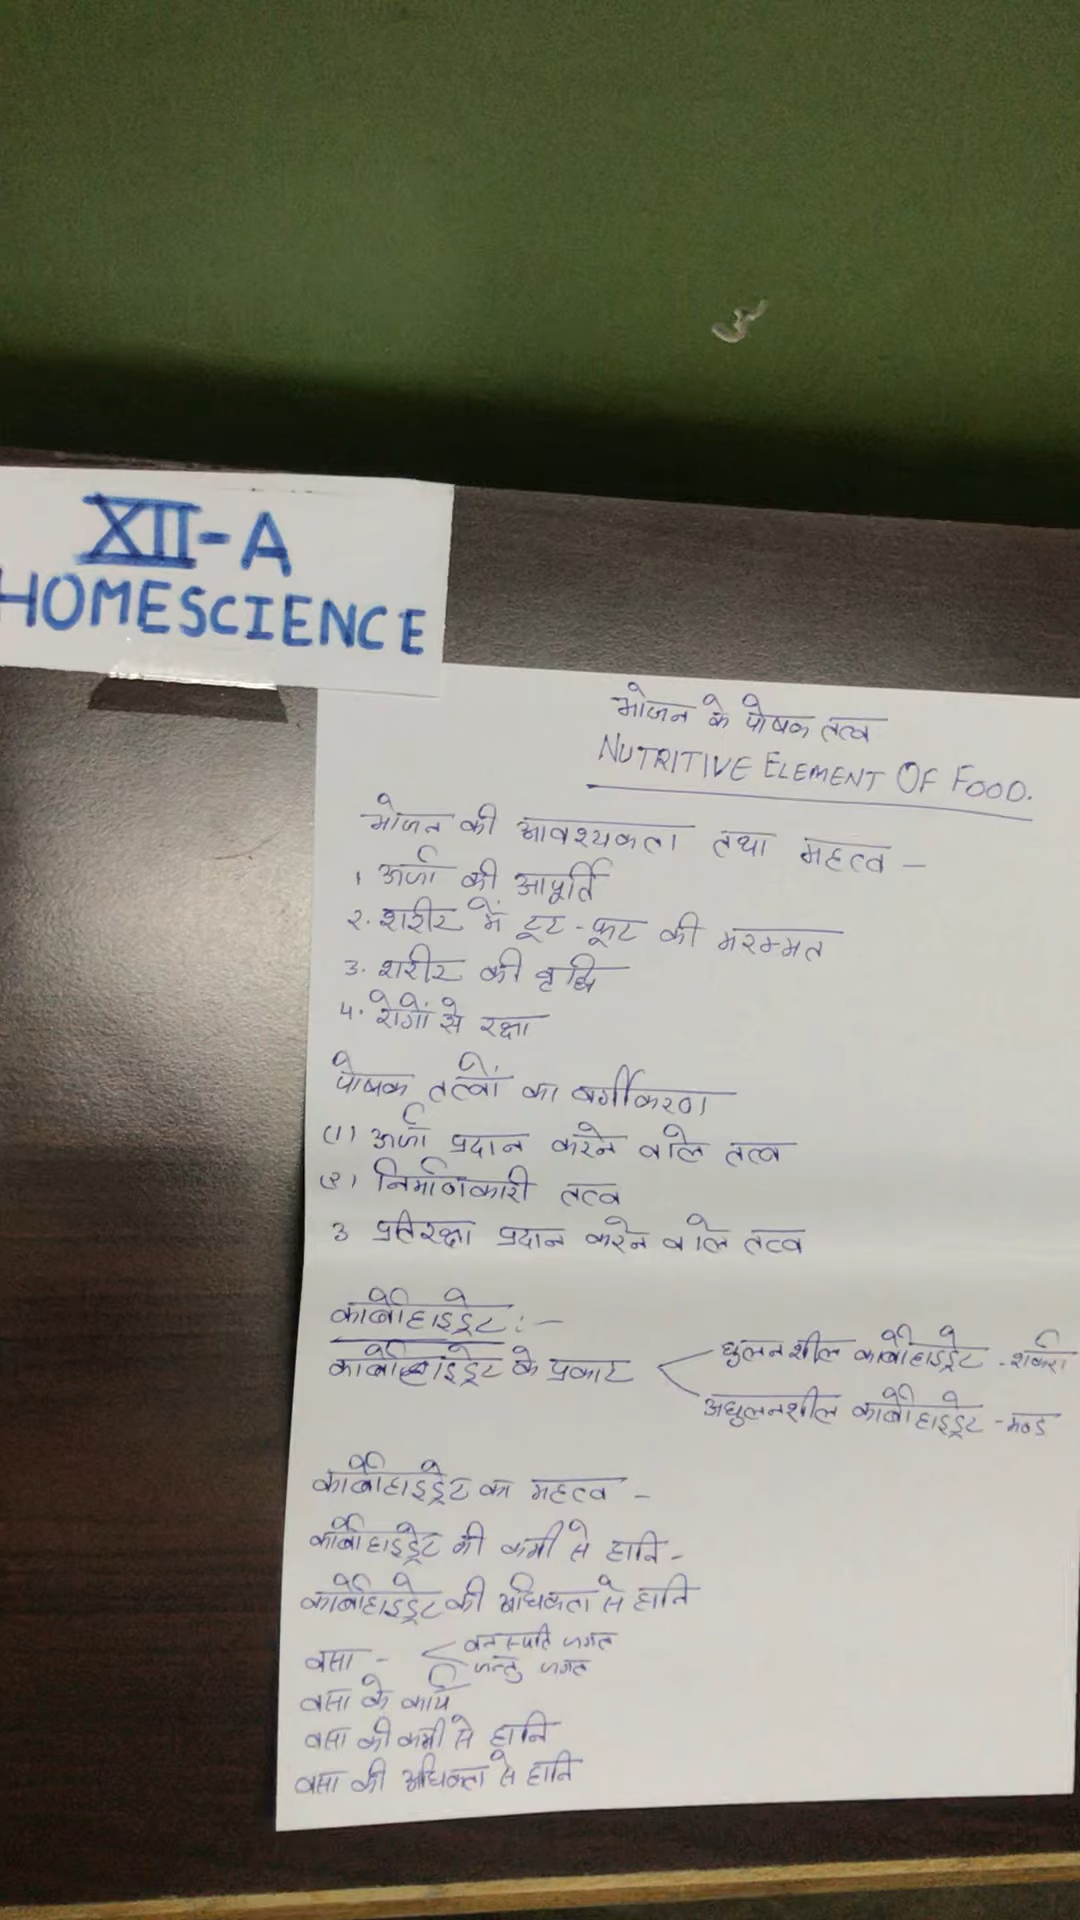 XII-A
HOMESCIENCE
भोजन के पोषक तत्व
NUTRITIVE ELEMENT OF FOOD.
भोजन की आवश्यकता तथा महत्व –
1. ऊर्जा की आपूर्ति
२. शरीर में टूट-फूट की मरम्मत
3. शरीर की वृद्धि
4. रोगों से रक्षा
पोषक तत्वों का वर्गीकरण
(1) ऊर्जा प्रदान करने वाले तत्व
(२) निर्माणकारी तत्व
3 प्रतिरक्षा प्रदान करने वाले तत्व
कार्बोहाइड्रेट :–
कार्बोहाइड्रेट के प्रकार
घुलनशील कार्बोहाइड्रेट - शर्करा
अघुलनशील कार्बोहाइड्रेट - मण्ड
कार्बोहाइड्रेट का महत्व –
कार्बोहाइड्रेट की कमी से हानि -
कार्बोहाइड्रेट की अधिकता से हानि
वसा -
वनस्पति जगत
जन्तु जगत
वसा के कार्य
वसा की कमी से हानि
वसा की अधिकता से हानि